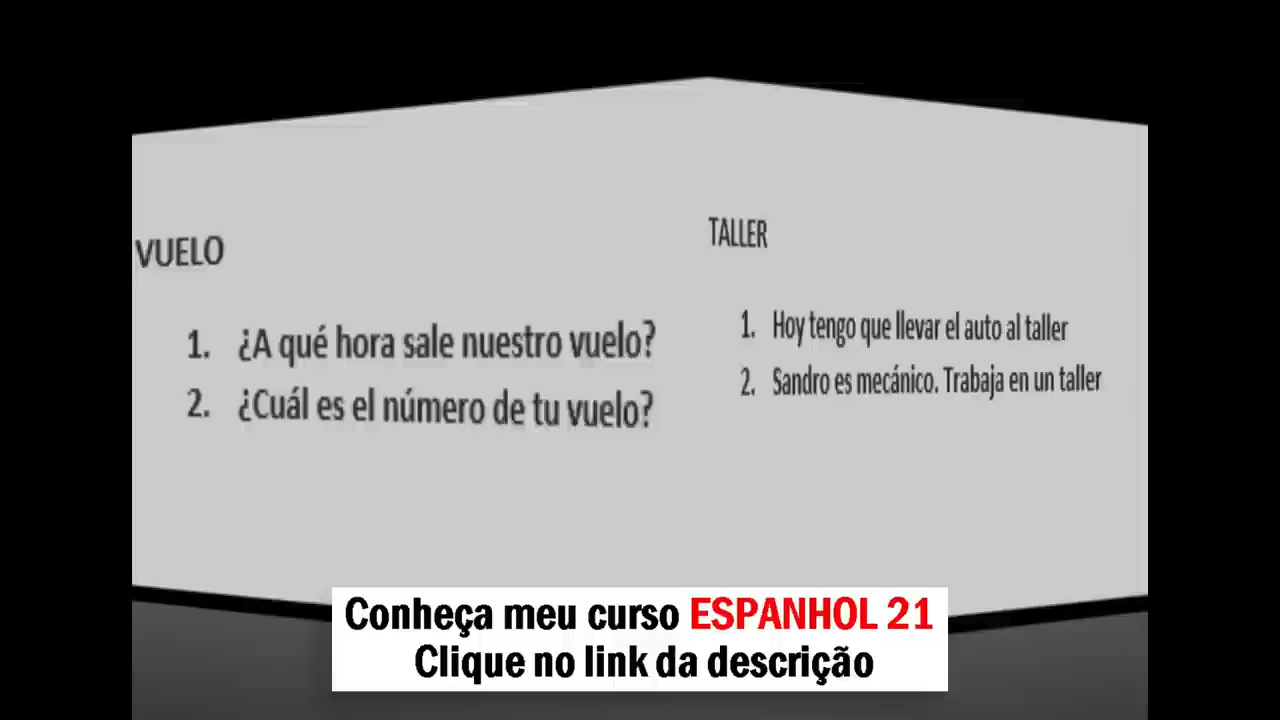 VUELO
1. ¿A qué hora sale nuestro vuelo?
2. ¿Cuál es el número de tu vuelo?
TALLER
1. Hoy tengo que llevar el auto al taller
2. Sandro es mecánico. Trabaja en un taller
Conheça meu curso ESPANHOL 21
Clique no link da descrição